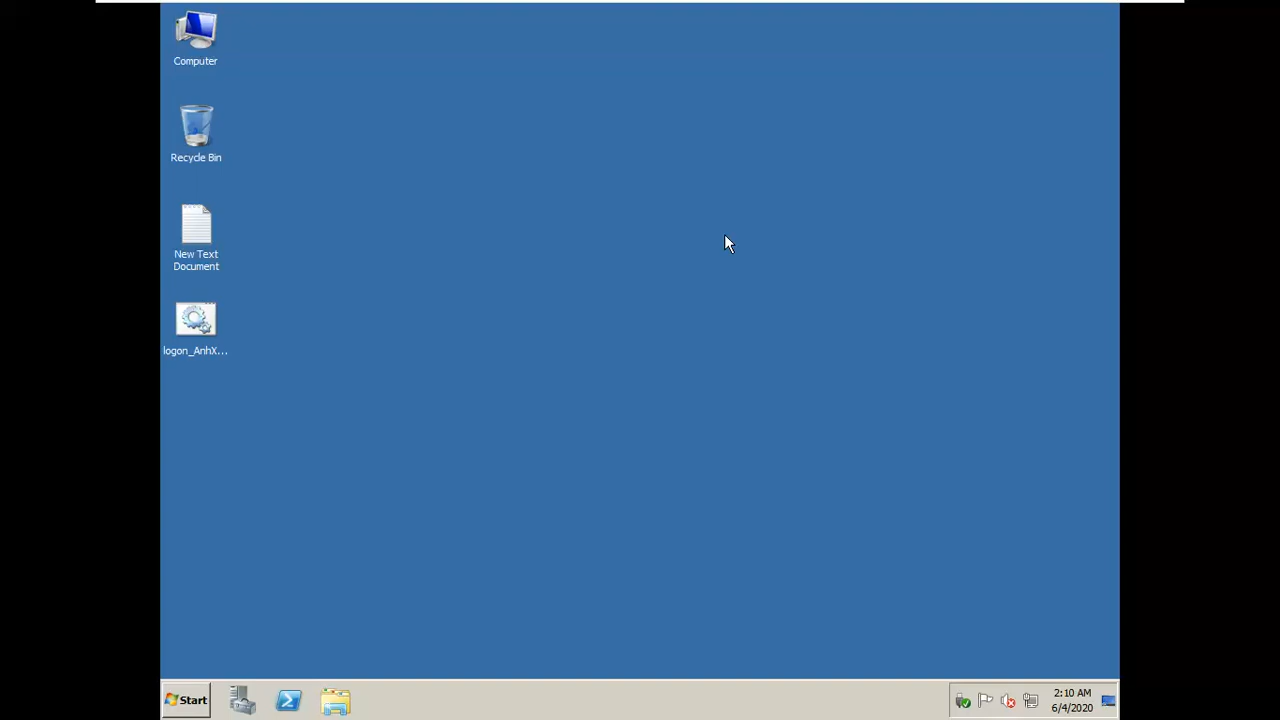 Computer
Recycle Bin
New Text
Document
logon_AnhX...
Start
2:10 AM
6/4/2020